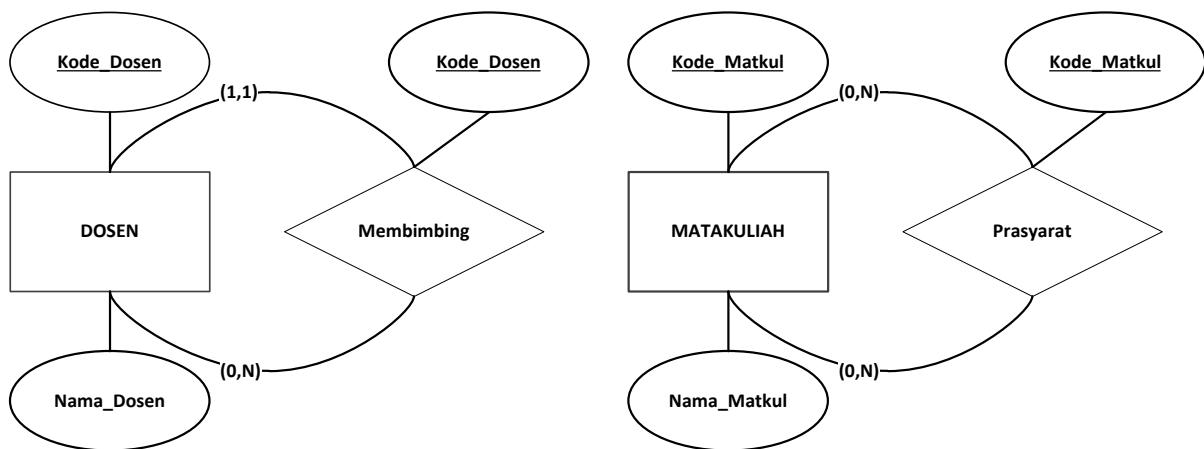 Kode_Dosen
Kode_Dosen
Kode_Matkul
Kode_Matkul
(1,1)
(0,N)
DOSEN
Membimbing
MATAKULIAH
Prasyarat
(0,N)
(0,N)
Nama_Dosen
Nama_Matkul